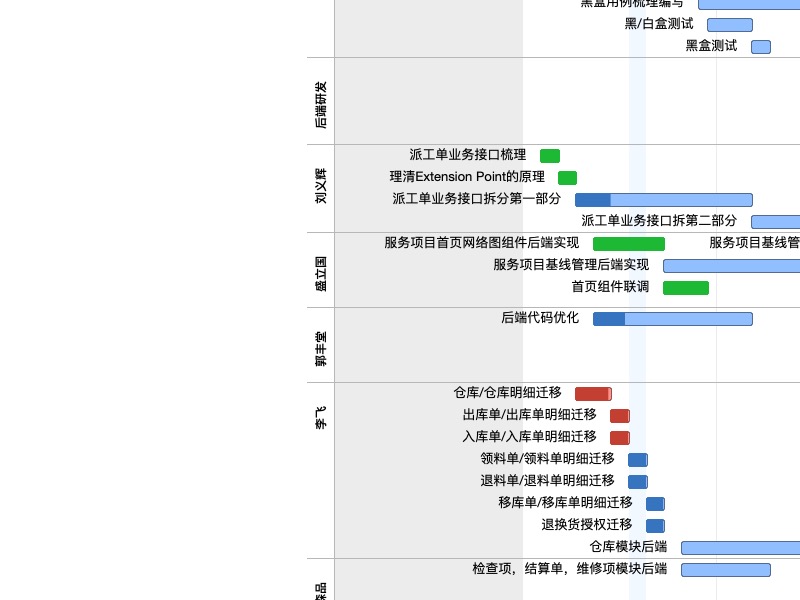 黑盒用例梳理编写
黑/白盒测试
黑盒测试
后端研发
刘义辉
派工单业务接口梳理
理清Extension Point的原理
派工单业务接口拆分第一部分
派工单业务接口拆第二部分
盛立国
服务项目首页网络图组件后端实现
服务项目基线管
服务项目基线管理后端实现
首页组件联调
郭丰堂
后端代码优化
李飞
仓库/仓库明细迁移
出库单/出库单明细迁移
入库单/入库单明细迁移
领料单/领料单明细迁移
退料单/退料单明细迁移
移库单/移库单明细迁移
退换货授权迁移
仓库模块后端
检查项，结算单，维修项模块后端